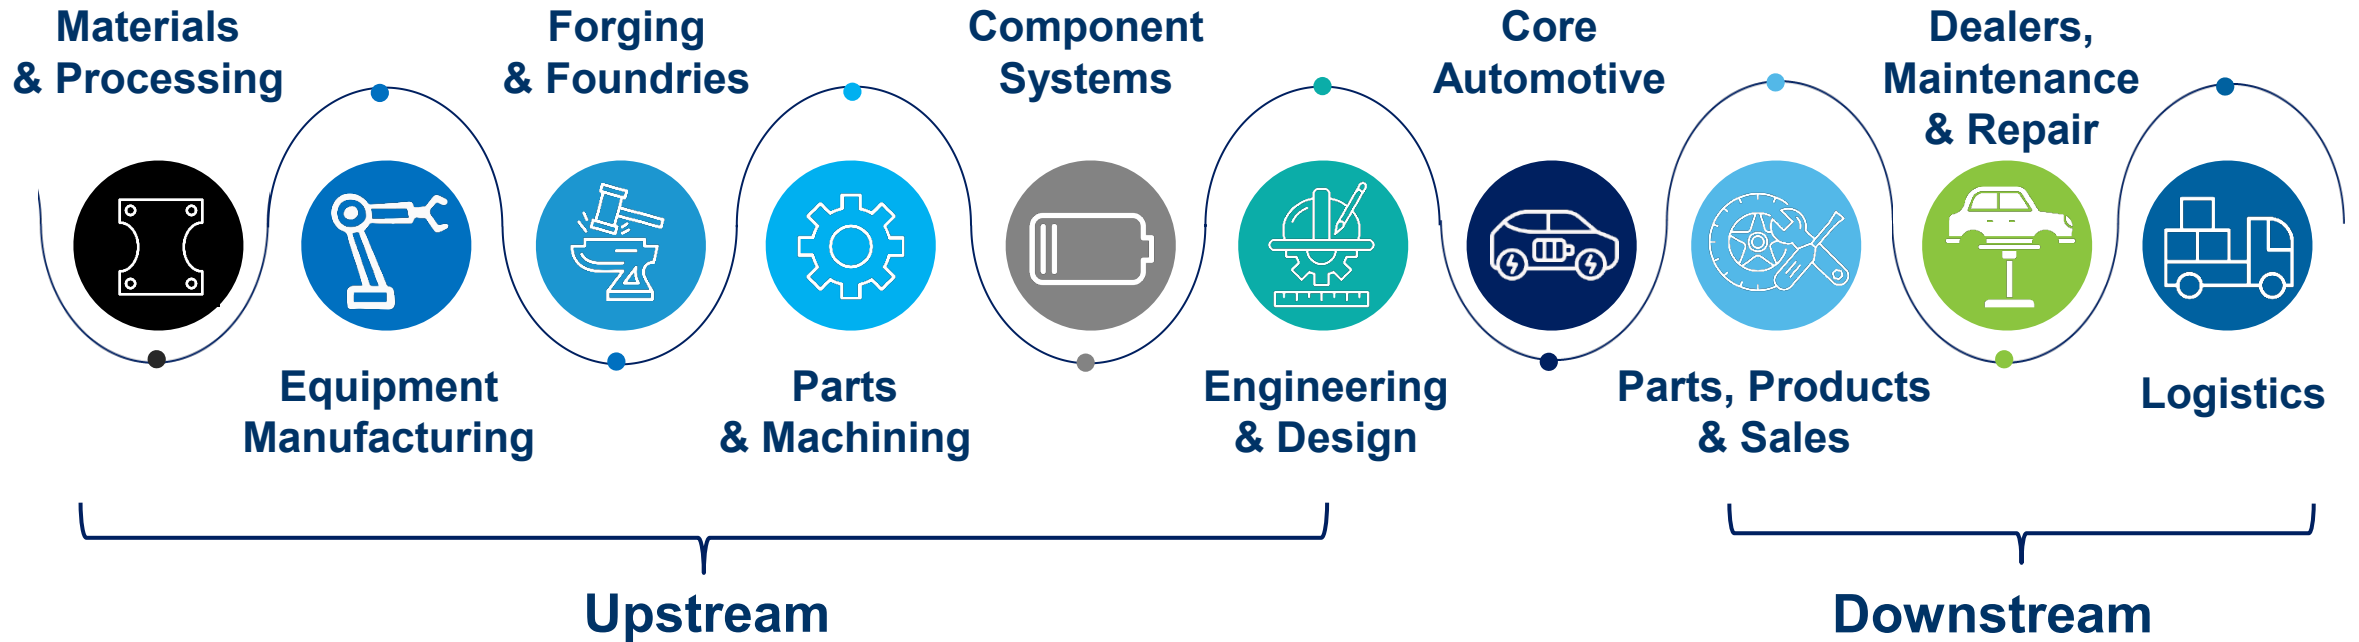 Materials
& Processing
Equipment
Manufacturing
Forging
& Foundries
Parts
& Machining
Component
Systems
Engineering
& Design
Core
Automotive
Parts, Products
& Sales
Dealers,
Maintenance
& Repair
Logistics
Upstream
Downstream